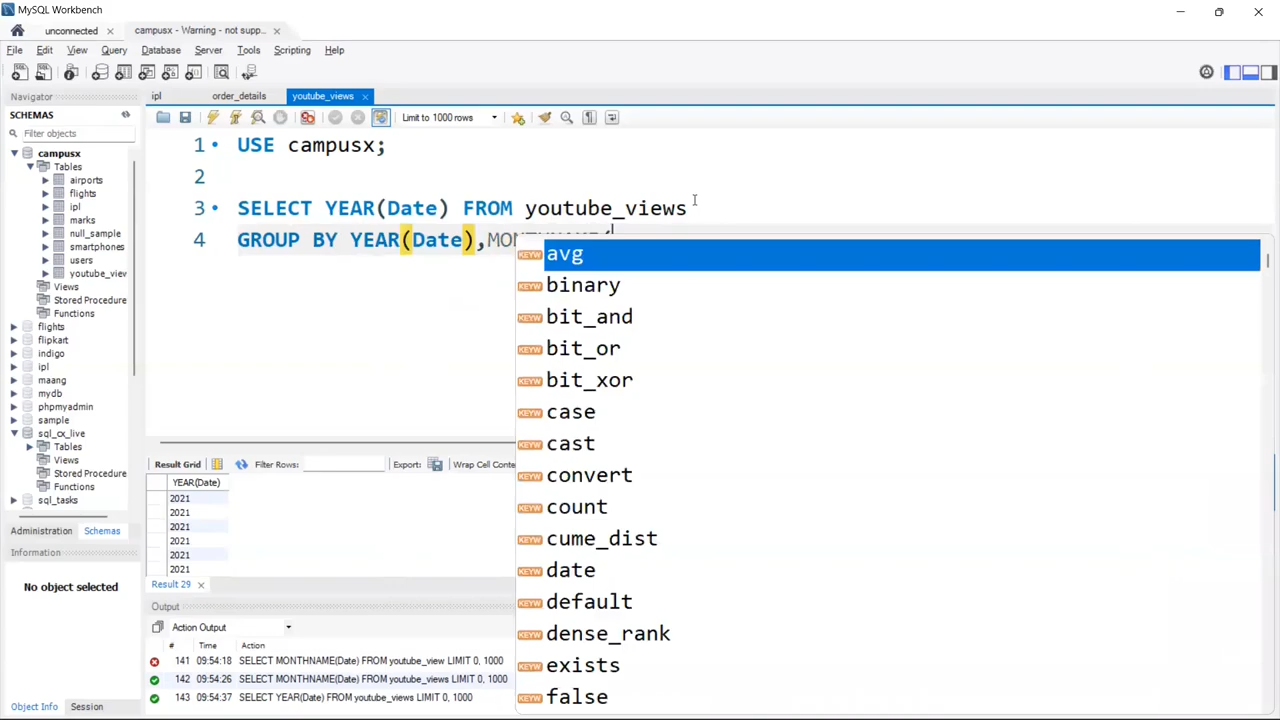 MySQL Workbench
unconnected
campusx - Warning - not supp...
File Edit View Query Database Server Tools Scripting Help
Navigator
SCHEMAS
Filter objects
campusx
Tables
airports
flights
ipl
marks
null_sample
smartphones
users
youtube_view
Views
Stored Procedure
Functions
flights
flipkart
indigo
ipl
maang
mydb
phpmyadmin
sample
sql_cx_live
Tables
Views
Stored Procedure
Functions
sql_tasks
Administration Schemas
Information
No object selected
Object Info Session
ipl order_details youtube_views
Limit to 1000 rows
1 USE campusx;
2
3 SELECT YEAR(Date) FROM youtube_views
4 GROUP BY YEAR(Date),MONTHNAME(
avg
binary
bit_and
bit_or
bit_xor
case
cast
convert
count
cume_dist
date
default
dense_rank
exists
false
Result Grid Filter Rows: Export: Wrap Cell Conte
YEAR(Date)
2021
2021
2021
2021
2021
2021
Result 29
Output
Action Output
# Time Action
141 09:54:18 SELECT MONTHNAME(Date) FROM youtube_view LIMIT 0, 1000
142 09:54:26 SELECT MONTHNAME(Date) FROM youtube_views LIMIT 0, 1000
143 09:54:37 SELECT YEAR(Date) FROM youtube_views LIMIT 0, 1000